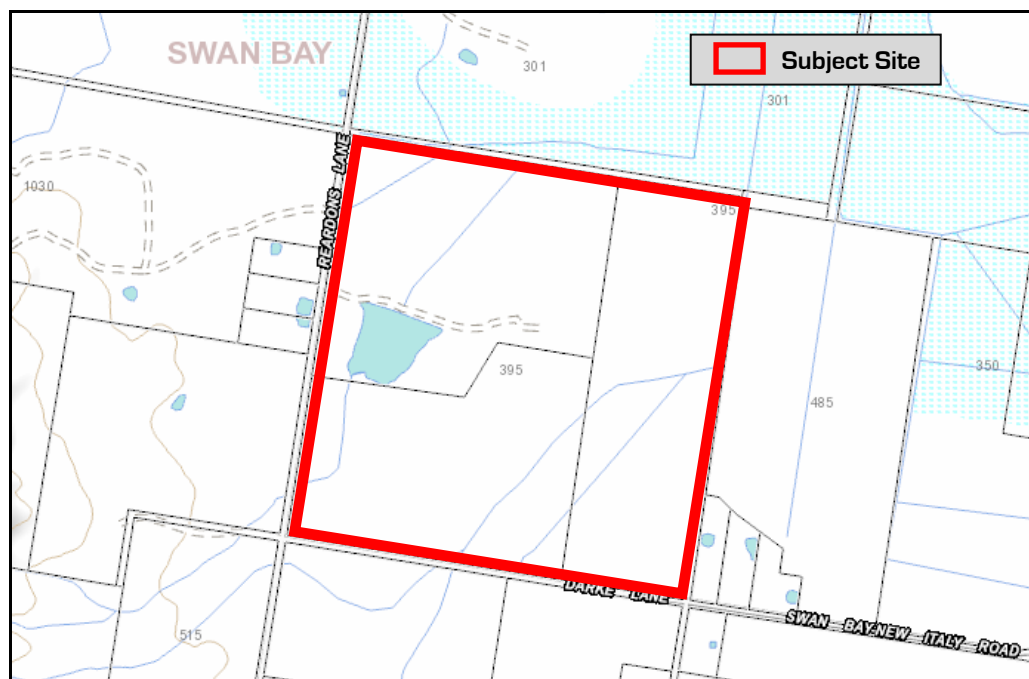 SWAN BAY
Subject Site
301
301
1030
REARDONS LANE
395
395
350
485
DARKE LANE
SWAN BAY-NEW ITALY ROAD
515